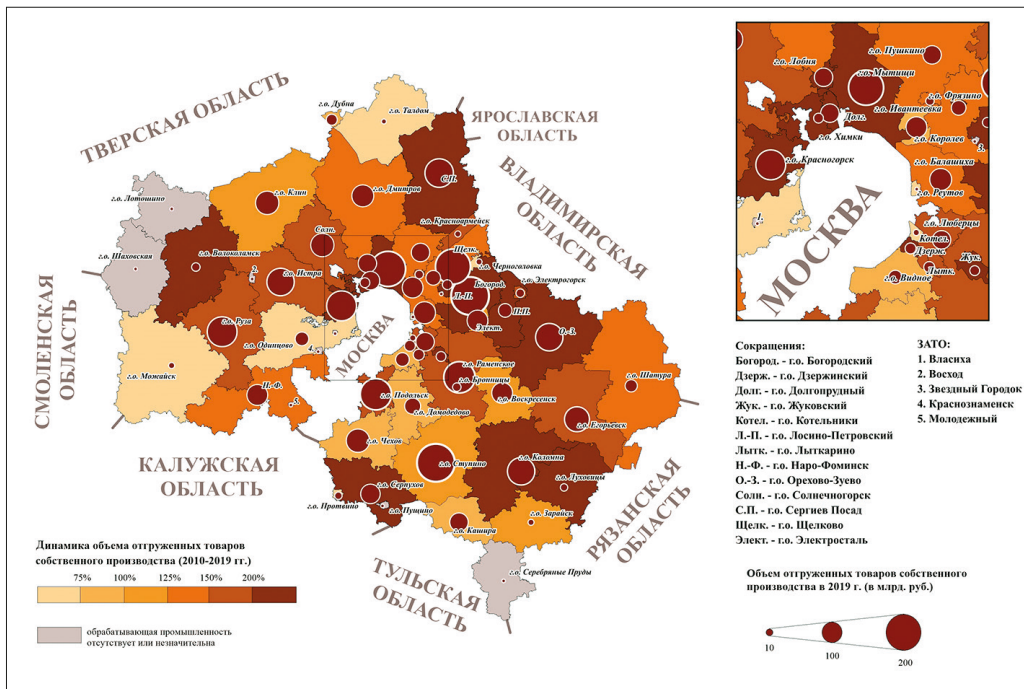 ТВЕРСКАЯ ОБЛАСТЬ
ЯРОСЛАВСКАЯ
ОБЛАСТЬ
ВЛАДИМИРСКАЯ
ОБЛАСТЬ
СМОЛЕНСКАЯ
ОБЛАСТЬ
КАЛУЖСКАЯ
ОБЛАСТЬ
ТУЛЬСКАЯ
ОБЛАСТЬ
РЯЗАНСКАЯ
ОБЛАСТЬ
МОСКВА
г.о. Дубна
г.о. Талдом
С.П.
г.о. Лотошино
г.о. Клин
г.о. Дмитров
г.о. Красноармейск
Солн.
Щелк.
г.о. Черноголовка
г.о. Шаховская
г.о. Волоколамск
2.
г.о. Истра
Богород.
г.о. Электрогорск
Л.-П.
П.П.
г.о. Руза
Элект.
О.-З.
1.
г.о. Одинцово
4.
г.о. Можайск
г.о. Раменское
г.о. Бронницы
г.о. Шатура
Н.-Ф.
5.
г.о. Подольск
г.о. Воскресенск
г.о. Домодедово
г.о. Егорьевск
г.о. Чехов
г.о. Ступино
г.о. Коломна
г.о. Серпухов
г.о. Луховицы
г.о. Протвино
г.о. Пущино
г.о. Зарайск
г.о. Кашира
г.о. Серебряные Пруды
г.о. Пушкино
г.о. Лобня
г.о. Мытищи
г.о. Фрязино
г.о. Ивантеевка
Долг.
г.о. Химки
г.о. Королев
3.
г.о. Красногорск
г.о. Балашиха
г.о. Реутов
1.
МОСКВА
г.о. Люберцы
Котел.
Дзерж.
Жук.
Лытк.
г.о. Видное
Сокращения:
Богород. - г.о. Богородский
Дзерж. - г.о. Дзержинский
Долг. - г.о. Долгопрудный
Жук. - г.о. Жуковский
Котел. - г.о. Котельники
Л.-П. - г.о. Лосино-Петровский
Лытк. - г.о. Лыткарино
Н.-Ф. - г.о. Наро-Фоминск
О.-З. - г.о. Орехово-Зуево
Солн. - г.о. Солнечногорск
С.П. - г.о. Сергиев Посад
Щелк. - г.о. Щелково
Элект. - г.о. Электросталь
ЗАТО:
1. Власиха
2. Восход
3. Звездный Городок
4. Краснознаменск
5. Молодежный
Динамика объема отгруженных товаров
собственного производства (2010-2019 гг.)
75% 100% 125% 150% 200%
обрабатывающая промышленность
отсутствует или незначительна
Объем отгруженных товаров собственного
производства в 2019 г. (в млрд. руб.)
10
100
200